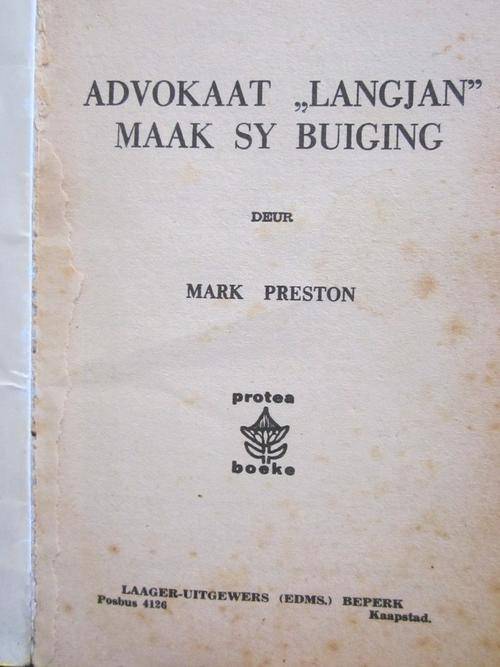 ADVOKAAT „LANGJAN”
MAAK SY BUIGING
DEUR
MARK PRESTON
protea
boeke
LAAGER-UITGEWERS (EDMS.) BEPERK
Posbus 4126
Kaapstad.